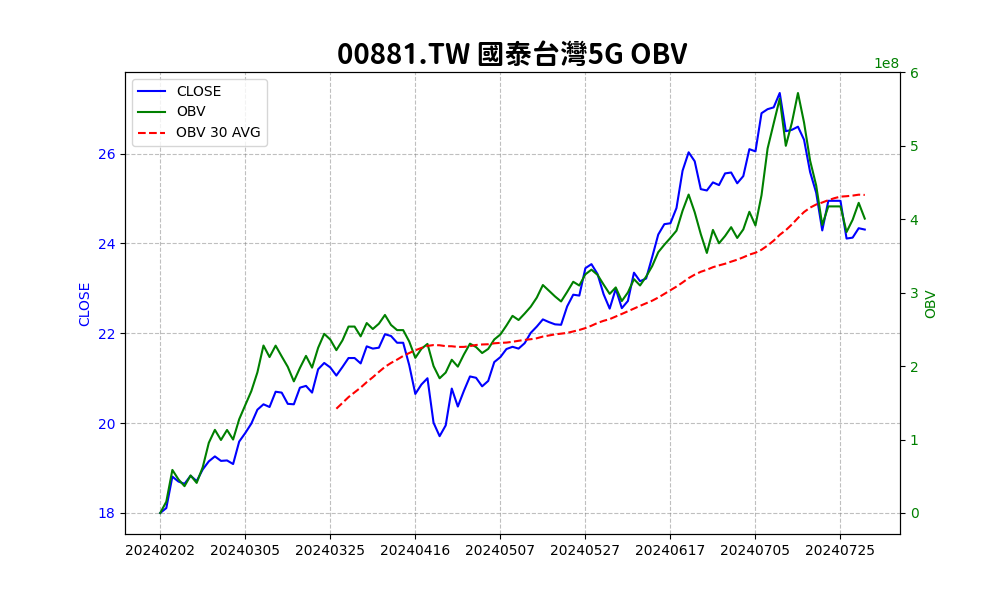 00881.TW 國泰台灣5G OBV
1e8
CLOSE
OBV
OBV 30 AVG
26
24
22
20
18
CLOSE
6
5
4
3
2
1
0
OBV
20240202 20240305 20240325 20240416 20240507 20240527 20240617 20240705 20240725